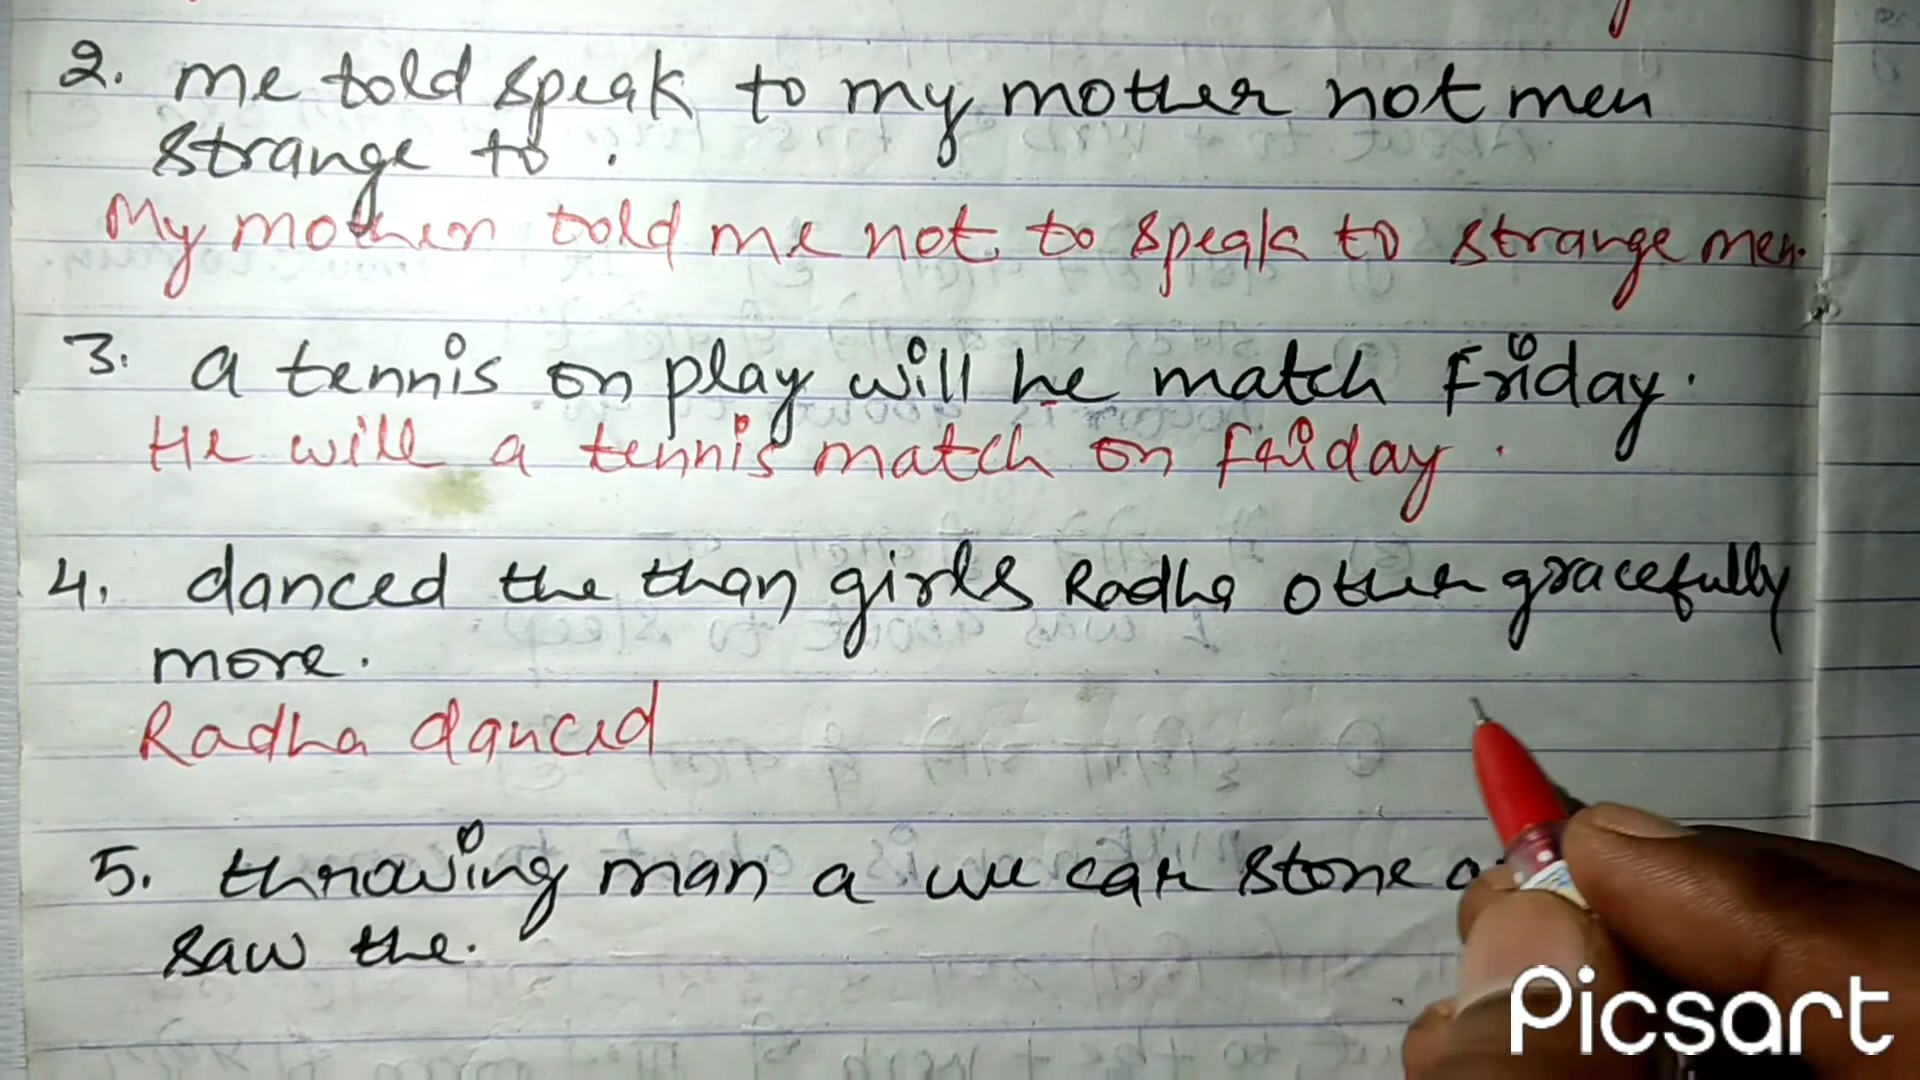 2. me told speak to my mother not men
strange to.
My mother told me not to speak to strange men.
3. a tennis on play will he match Friday.
He will a tennis match on Friday.
4. danced the than girls Radha other gracefully
more.
Radha danced
5. throwing man a we car stone
saw the.
Picsart